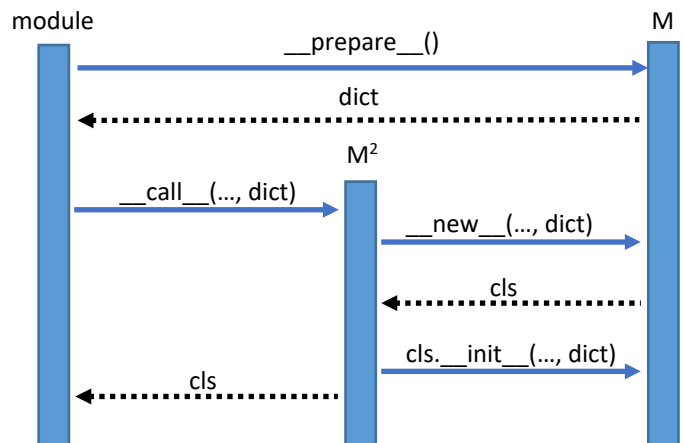 module
M
__prepare__()
dict
M²
__call__(…, dict)
__new__(…, dict)
cls
cls.__init__(…, dict)
cls